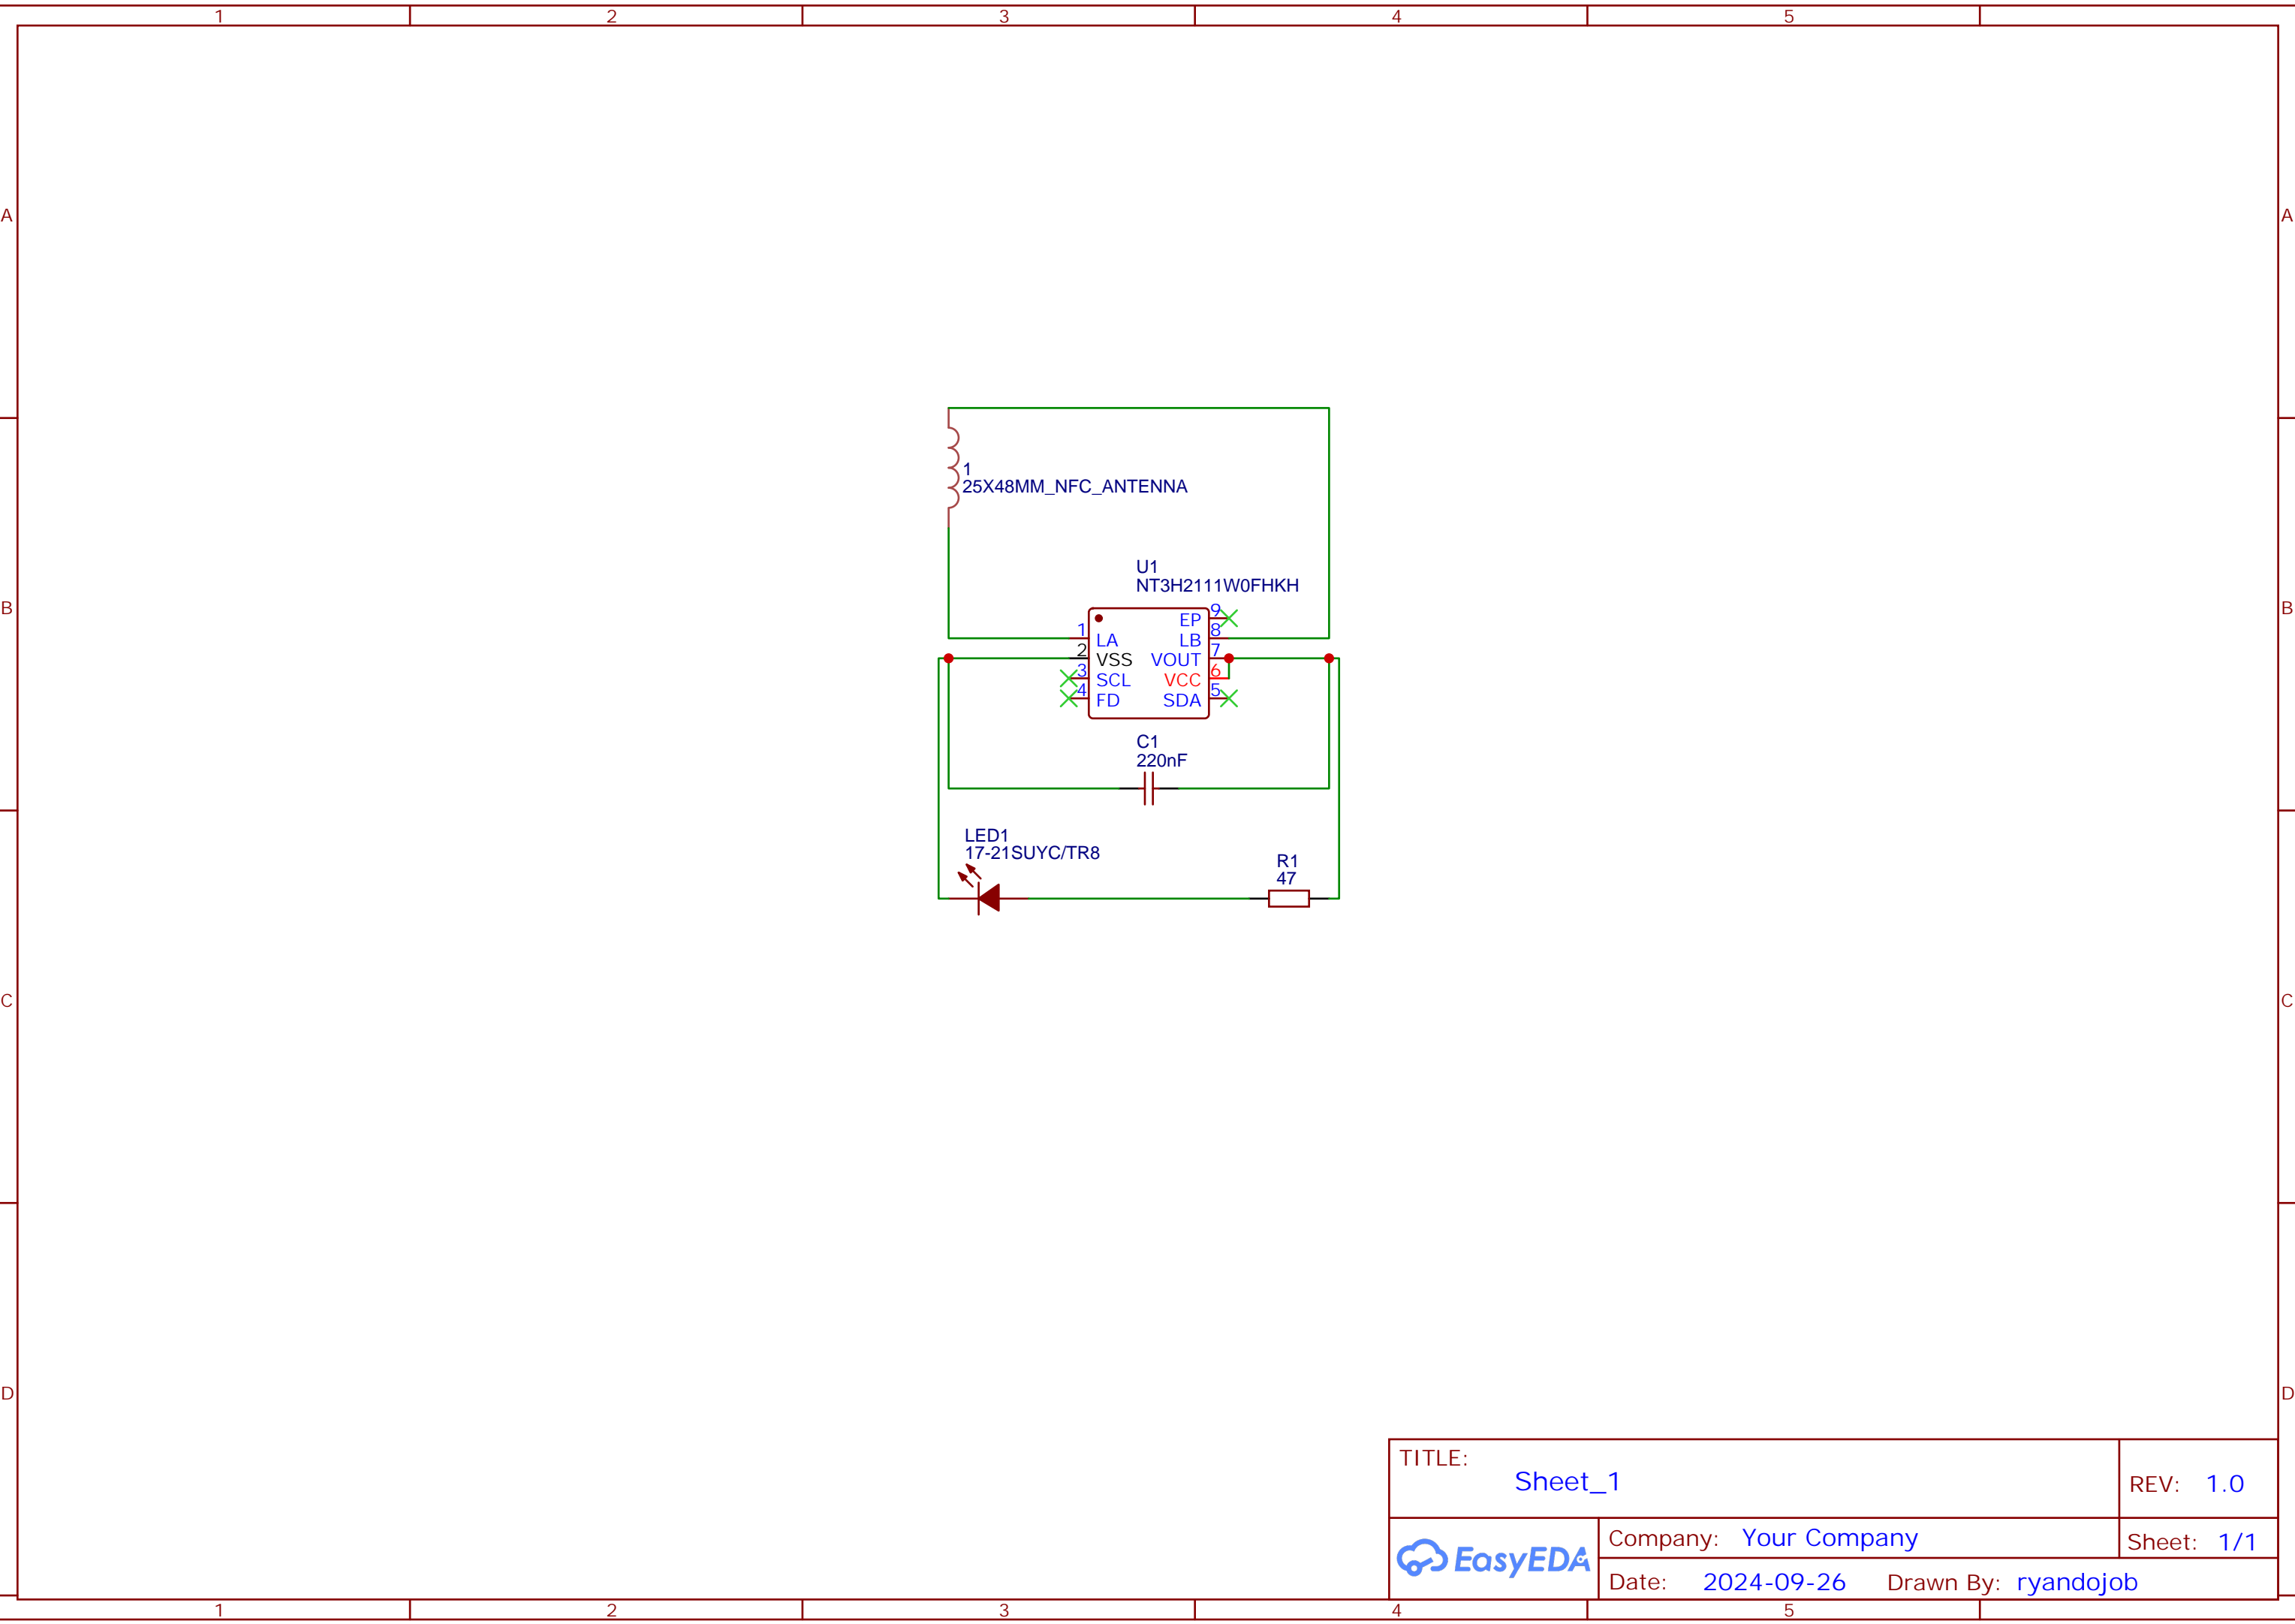 1 2 3 4 5
A A
1
25X48MM_NFC_ANTENNA
U1
NT3H2111W0FHKH
B B
9 EP
1 LA LB 8
2 VSS VOUT 7
3 SCL VCC 6
4 FD SDA 5
C1
220nF
LED1
17-21SUYC/TR8
R1
47
C C
D D
TITLE:
Sheet_1
REV: 1.0
EasyEDA
Company: Your Company
Sheet: 1/1
Date: 2024-09-26 Drawn By: ryandojob
1 2 3 4 5